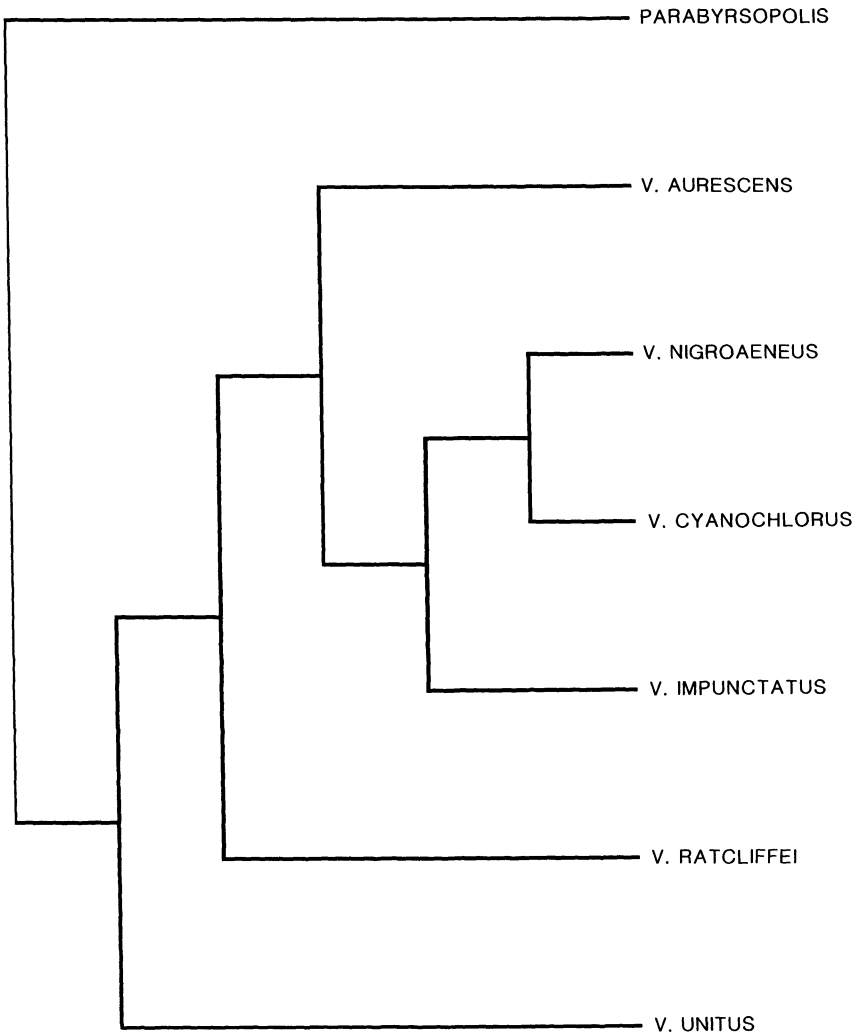 PARABYRSOPOLIS
V. AURESCENS
V. NIGROAENEUS
V. CYANOCHLORUS
V. IMPUNCTATUS
V. RATCLIFFEI
V. UNITUS